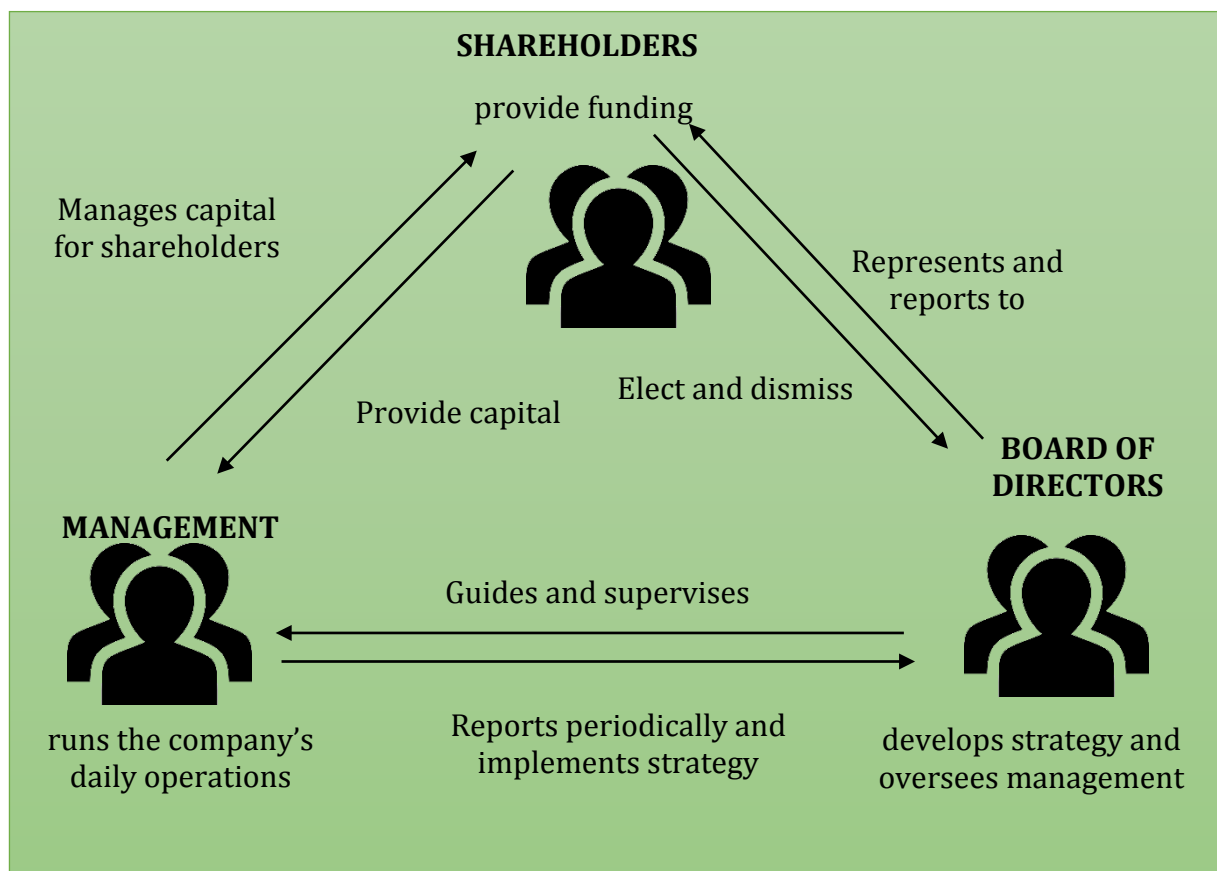 SHAREHOLDERS
provide funding
Manages capital
for shareholders
Represents and
reports to
Provide capital
Elect and dismiss
BOARD OF
DIRECTORS
MANAGEMENT
Guides and supervises
Reports periodically and
implements strategy
runs the company’s
daily operations
develops strategy and
oversees management